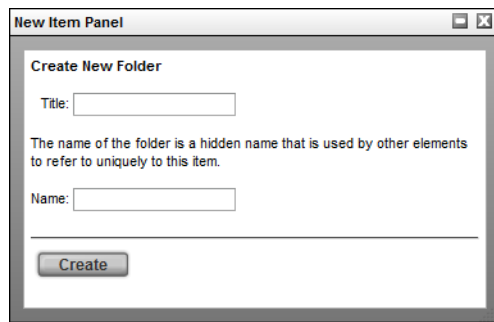 New Item Panel
Create New Folder
Title:
The name of the folder is a hidden name that is used by other elements
to refer to uniquely to this item.
Name:
Create